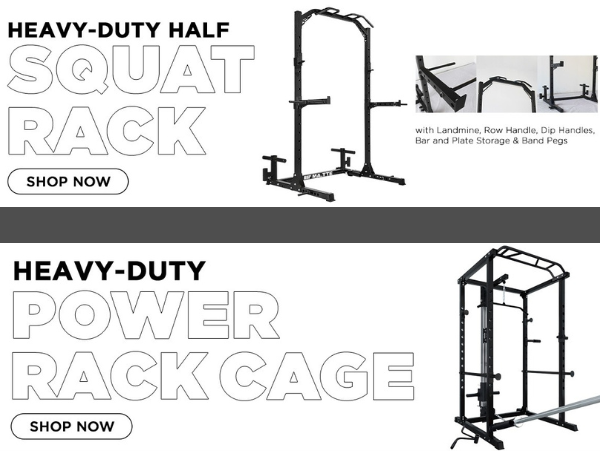 HEAVY-DUTY HALF
SQUAT
RACK
SHOP NOW
with Landmine, Row Handle, Dip Handles,
Bar and Plate Storage & Band Pegs
HEAVY-DUTY
POWER
RACK CAGE
SHOP NOW